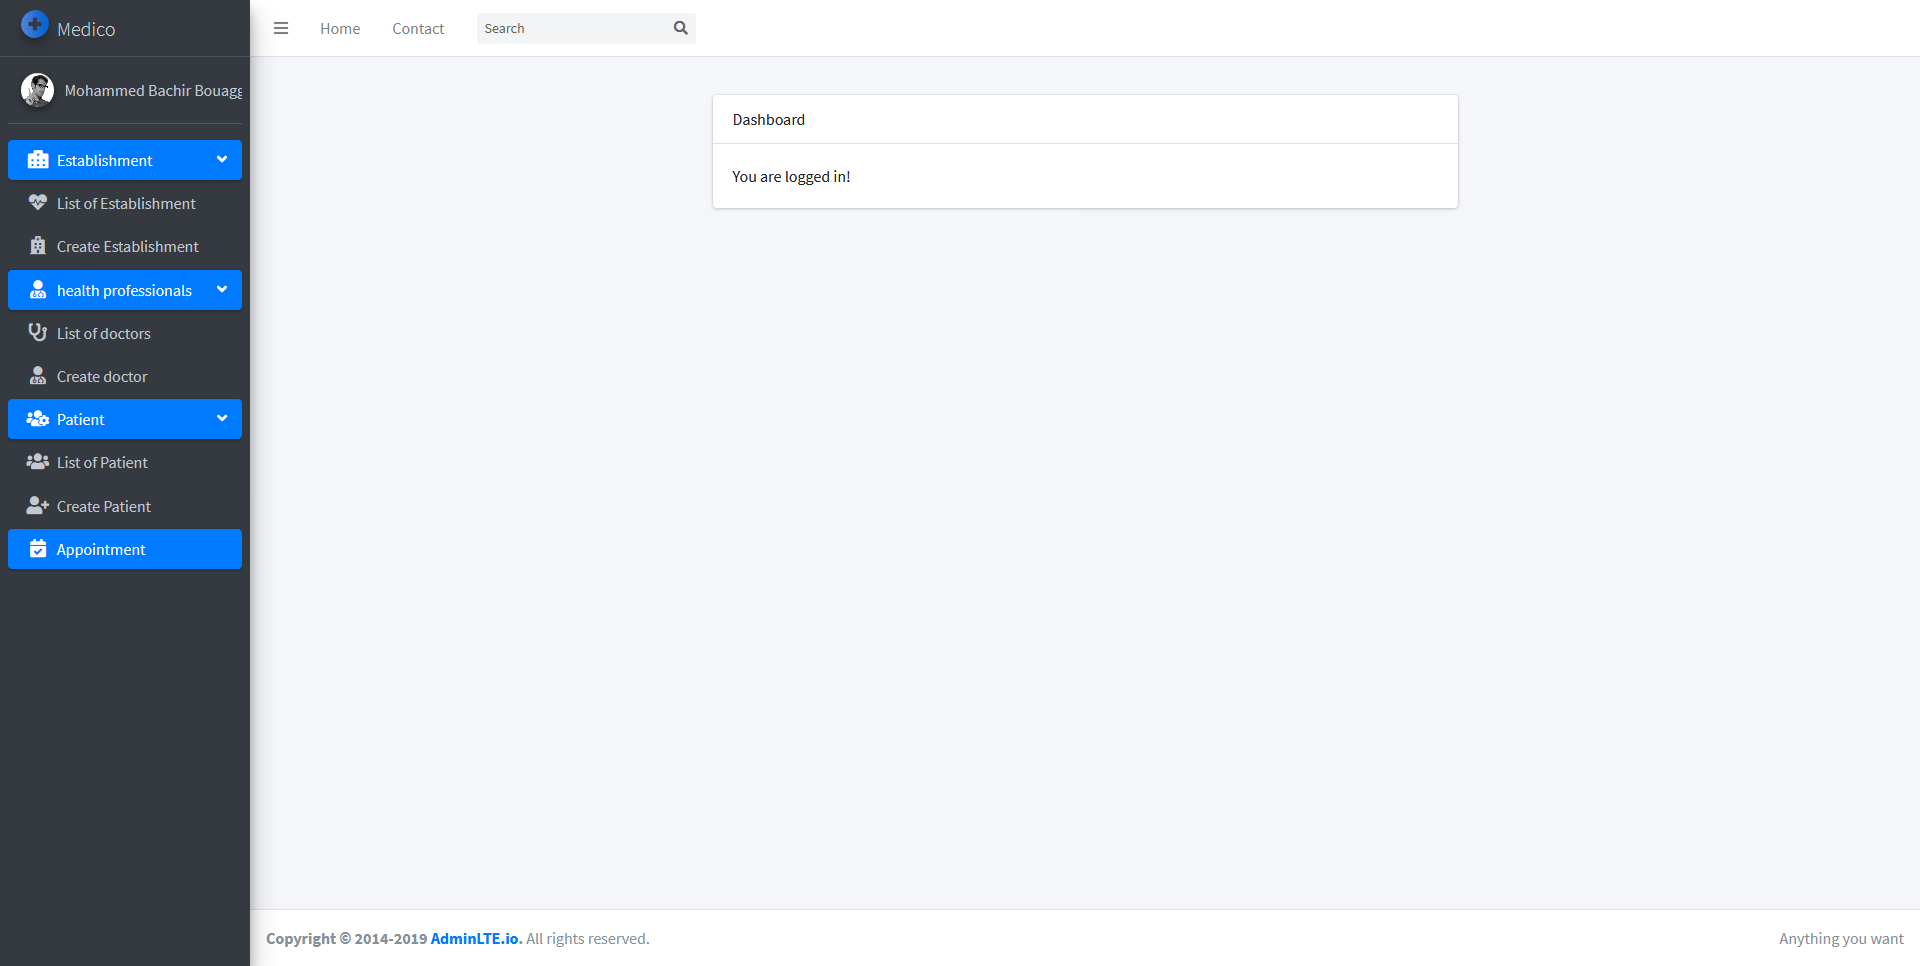 Medico
Home
Contact
Search
Mohammed Bachir Bouagg
Establishment
List of Establishment
Create Establishment
health professionals
List of doctors
Create doctor
Patient
List of Patient
Create Patient
Appointment
Dashboard
You are logged in!
Copyright © 2014-2019 AdminLTE.io. All rights reserved.
Anything you want